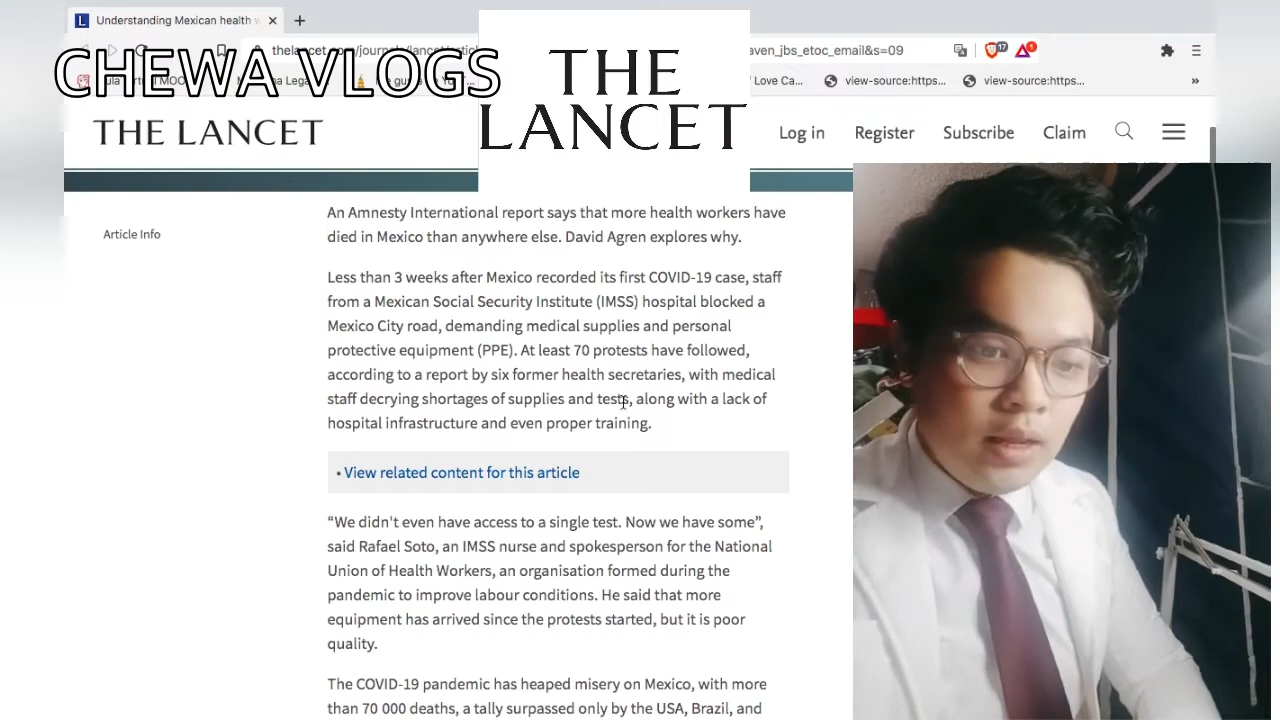 Understanding Mexican health
thelancet.com/journals/lancet/artic
aven_jbs_etoc_email&s=09
17
1
CHEWA VLOGS
THE
LANCET
Love Ca...
view-source:https...
view-source:https...
»
THE LANCET
Log in
Register
Subscribe
Claim
Article Info
An Amnesty International report says that more health workers have
died in Mexico than anywhere else. David Agren explores why.
Less than 3 weeks after Mexico recorded its first COVID-19 case, staff
from a Mexican Social Security Institute (IMSS) hospital blocked a
Mexico City road, demanding medical supplies and personal
protective equipment (PPE). At least 70 protests have followed,
according to a report by six former health secretaries, with medical
staff decrying shortages of supplies and tests, along with a lack of
hospital infrastructure and even proper training.
• View related content for this article
“We didn't even have access to a single test. Now we have some”,
said Rafael Soto, an IMSS nurse and spokesperson for the National
Union of Health Workers, an organisation formed during the
pandemic to improve labour conditions. He said that more
equipment has arrived since the protests started, but it is poor
quality.
The COVID-19 pandemic has heaped misery on Mexico, with more
than 70 000 deaths, a tally surpassed only by the USA, Brazil, and